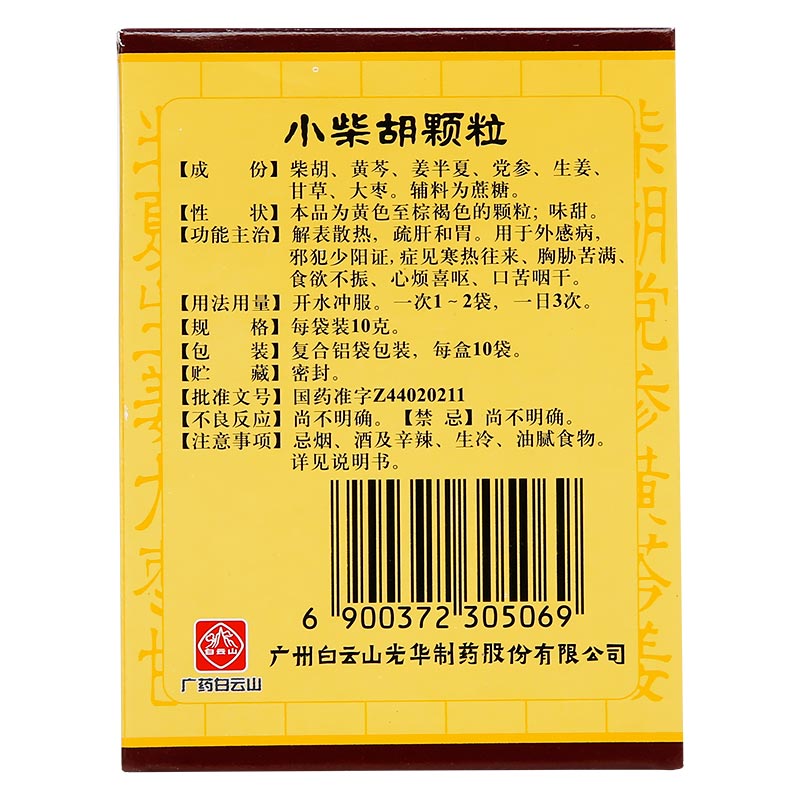 小柴胡颗粒
【成 份】柴胡、黄芩、姜半夏、党参、生姜、
甘草、大枣。辅料为蔗糖。
【性 状】本品为黄色至棕褐色的颗粒；味甜。
【功能主治】解表散热，疏肝和胃。用于外感病，
邪犯少阳证，症见寒热往来、胸胁苦满、
食欲不振、心烦喜呕、口苦咽干。
【用法用量】开水冲服。一次1~2袋，一日3次。
【规 格】每袋装10克。
【包 装】复合铝袋包装，每盒10袋。
【贮 藏】密封。
【批准文号】国药准字Z44020211
【不良反应】尚不明确。【禁 忌】尚不明确。
【注意事项】忌烟、酒及辛辣、生冷、油腻食物。
详见说明书。
6 900372 305069
白云山
广药白云山
广州白云山光华制药股份有限公司
柴胡党参黄芩姜